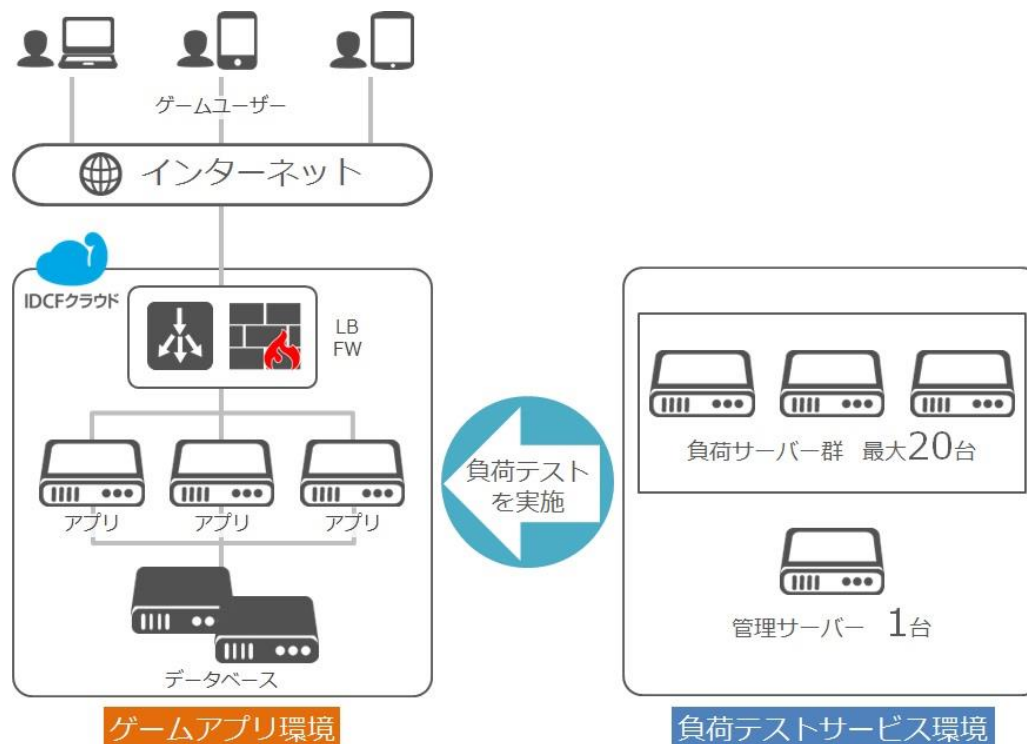 ゲームユーザー
インターネット
IDCFクラウド
LB
FW
アプリ
アプリ
アプリ
データベース
ゲームアプリ環境
負荷テスト
を実施
負荷サーバー群 最大20台
管理サーバー 1台
負荷テストサービス環境